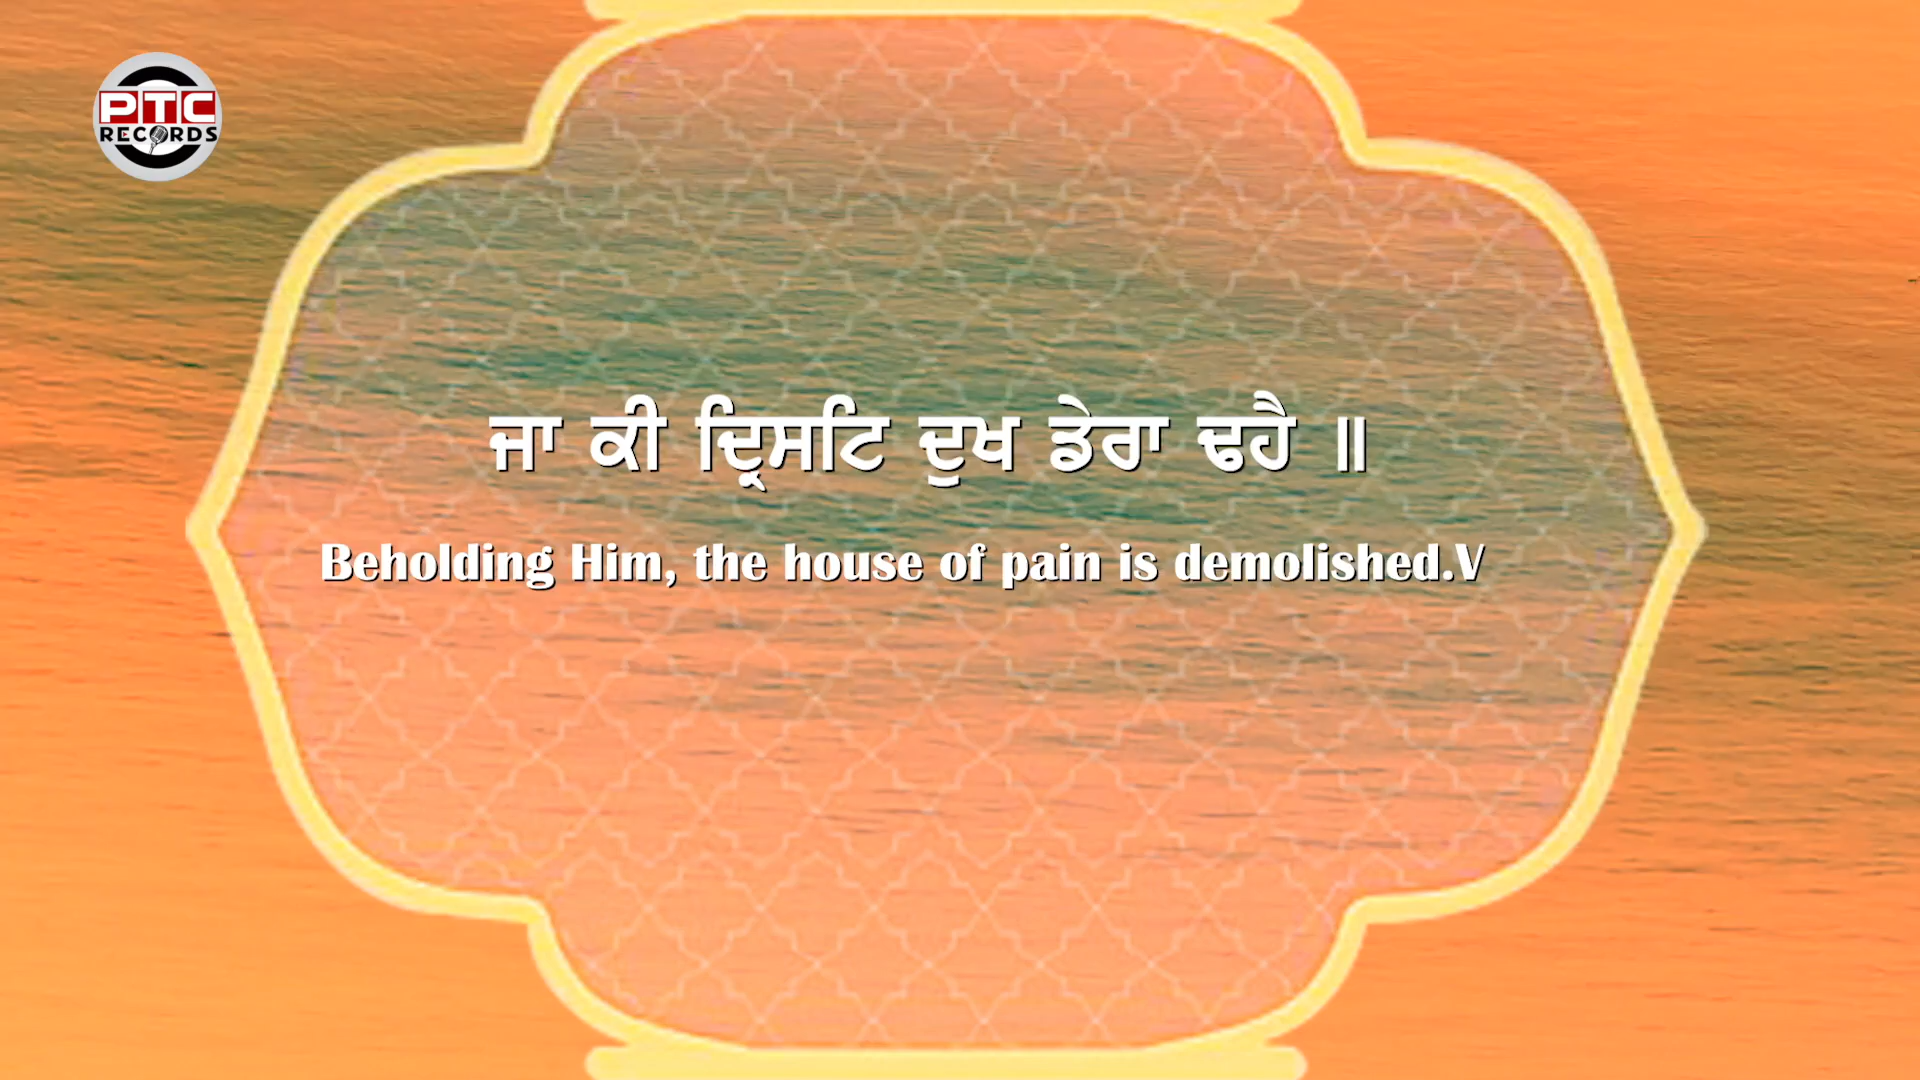 PTC
RECORDS
ਜਾ ਕੀ ਦ੍ਰਿਸਟਿ ਦੁਖ ਡੇਰਾ ਢਹੈ ॥
Beholding Him, the house of pain is demolished.V